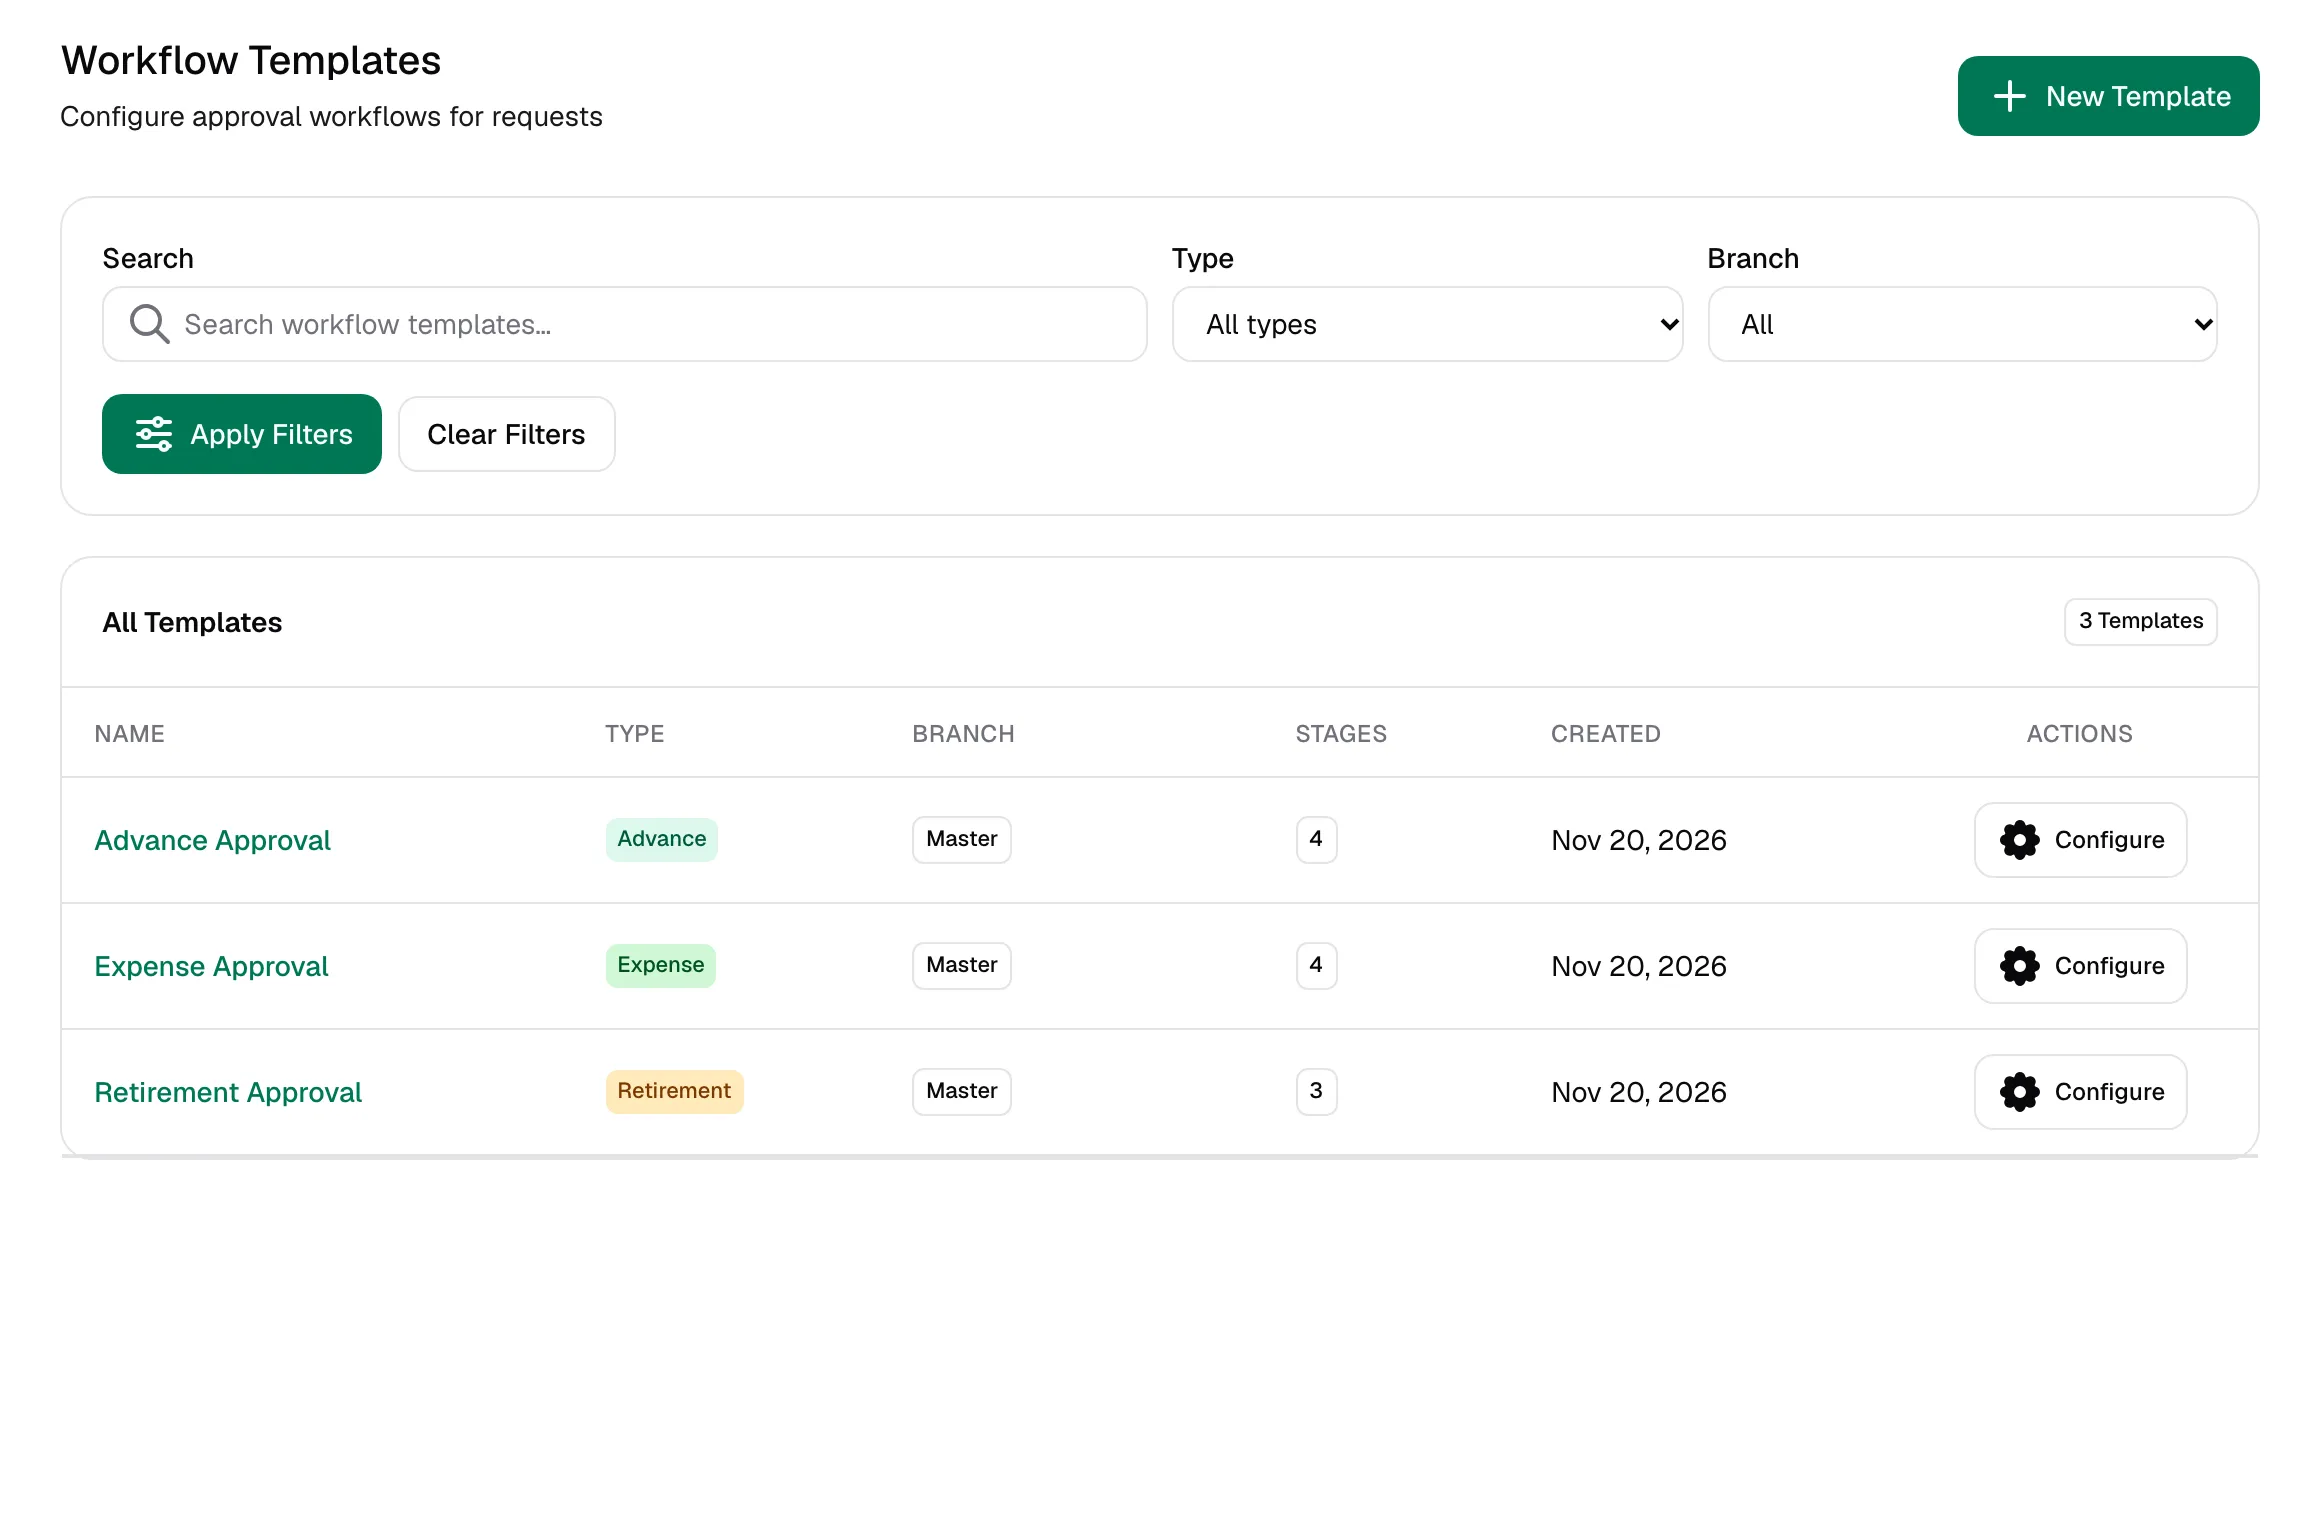 Workflow Templates
Configure approval workflows for requests
New Template
Search Type Branch
Search workflow templates... All types All
Apply Filters Clear Filters
All Templates 3 Templates
NAME TYPE BRANCH STAGES CREATED ACTIONS
Advance Approval Advance Master 4 Nov 20, 2026 Configure
Expense Approval Expense Master 4 Nov 20, 2026 Configure
Retirement Approval Retirement Master 3 Nov 20, 2026 Configure